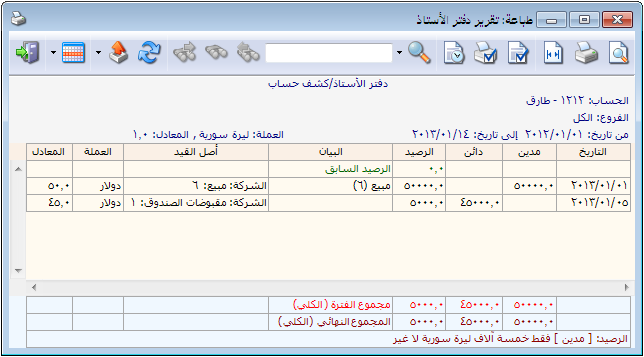 طباعة: تقرير دفتر الأستاذ
دفتر الأستاذ/كشف حساب
الحساب: ١٢١٢ - طارق
الفروع: الكل
من تاريخ: ٢٠١٢/٠١/٠١ إلى تاريخ: ٢٠١٣/٠١/١٤ العملة: ليرة سورية , المعادل: ١,٠
التاريخ مدين دائن الرصيد البيان أصل القيد العملة المعادل
٠,٠ الرصيد السابق
٢٠١٣/٠١/٠١ ٥٠٠٠٠,٠ ٥٠٠٠٠,٠ مبيع (٦) الشركة: مبيع: ٦ دولار ٥٠,٠
٢٠١٣/٠١/٠٥ ٤٥٠٠٠,٠ ٥٠٠٠,٠ الشركة: مقبوضات الصندوق: ١ دولار ٤٥,٠
٥٠٠٠٠,٠ ٤٥٠٠٠,٠ ٥٠٠٠,٠ مجموع الفترة (الكلي)
٥٠٠٠٠,٠ ٤٥٠٠٠,٠ ٥٠٠٠,٠ المجموع النهائي (الكلي)
الرصيد: [ مدين ] فقط خمسة آلاف ليرة سورية لا غير